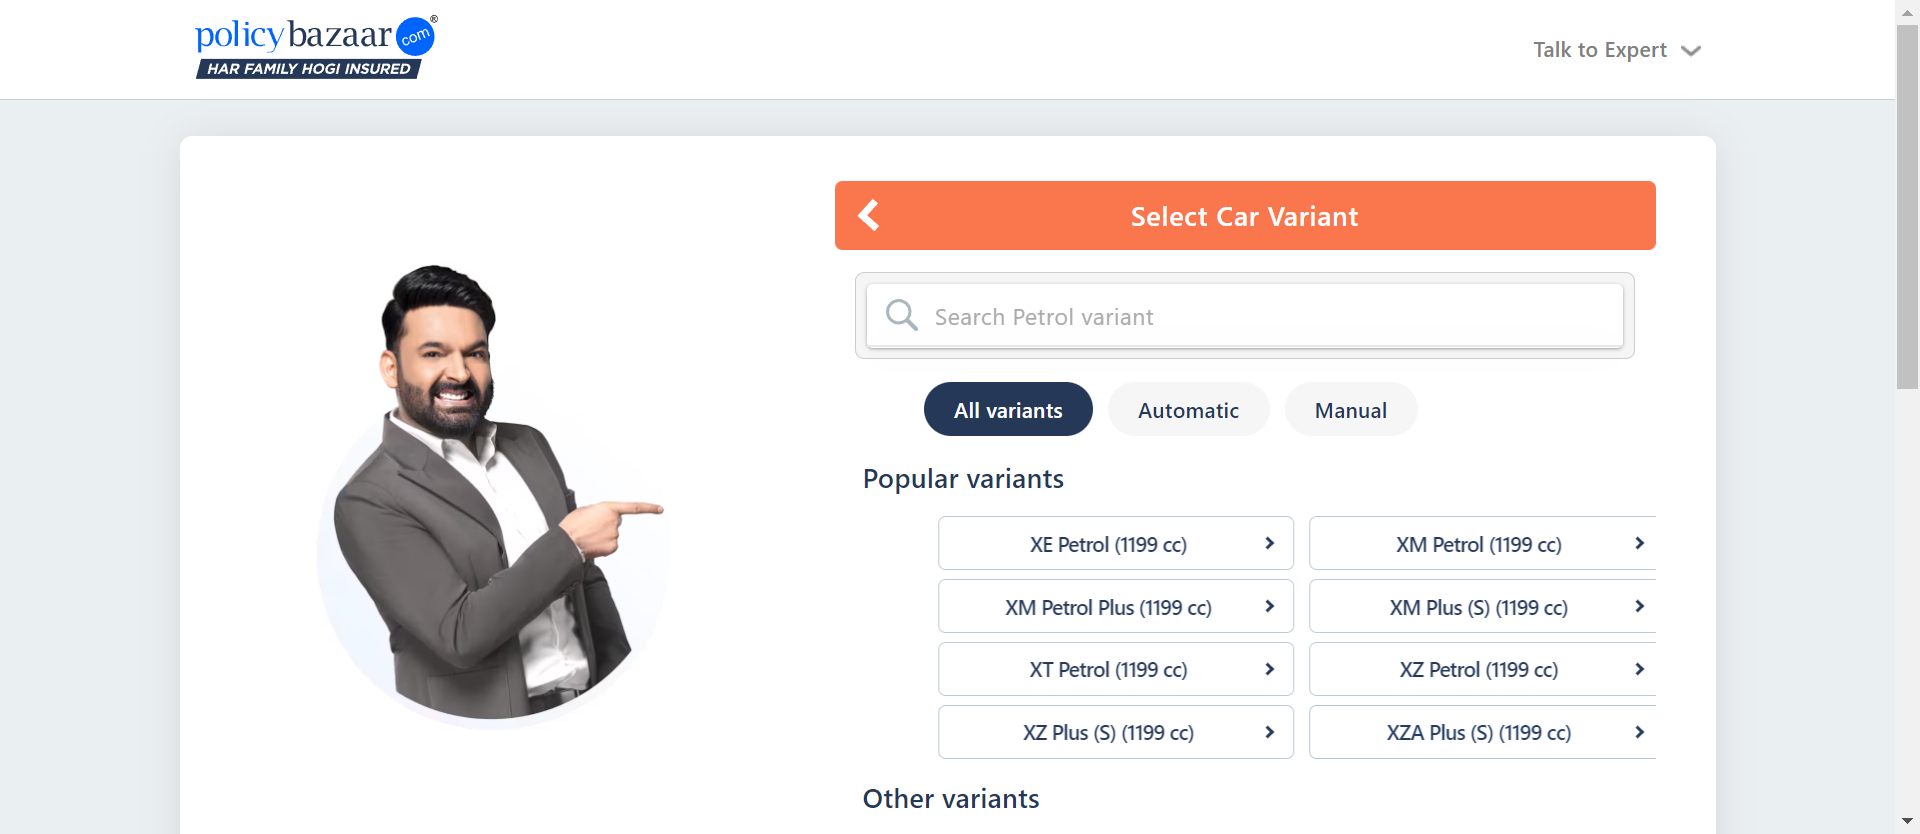 policybazaar com ®
HAR FAMILY HOGI INSURED
Talk to Expert
Select Car Variant
Search Petrol variant
All variants
Automatic
Manual
Popular variants
XE Petrol (1199 cc)
XM Petrol (1199 cc)
XM Petrol Plus (1199 cc)
XM Plus (S) (1199 cc)
XT Petrol (1199 cc)
XZ Petrol (1199 cc)
XZ Plus (S) (1199 cc)
XZA Plus (S) (1199 cc)
Other variants